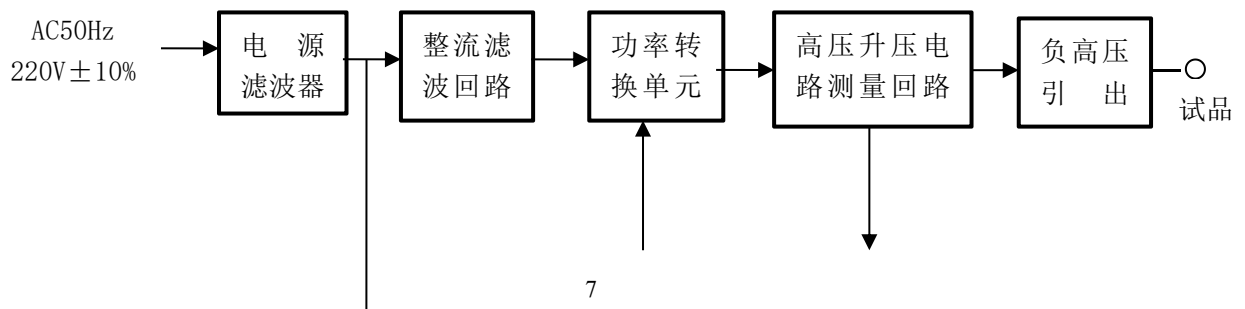 AC50Hz
220V±10%
电 源
滤波器
整流滤
波回路
功率转
换单元
高压升压电
路测量回路
负高压
引 出
试品
7